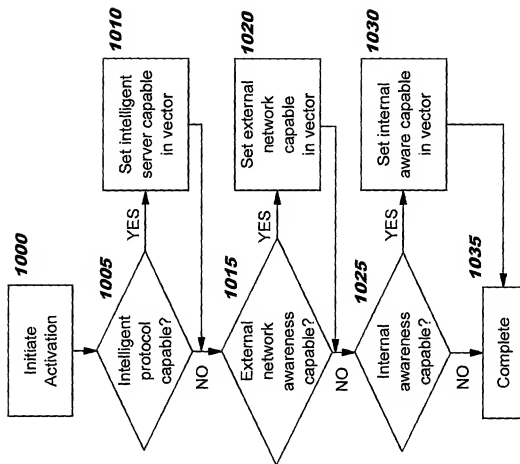 1000
Initiate
Activation
1005
Intelligent
protocol
capable?
YES
NO
1010
Set intelligent
server capable
in vector
1015
External
network
awareness
capable?
YES
NO
1020
Set external
network
capable
in vector
1025
Internal
awareness
capable?
YES
NO
1030
Set internal
aware capable
in vector
1035
Complete